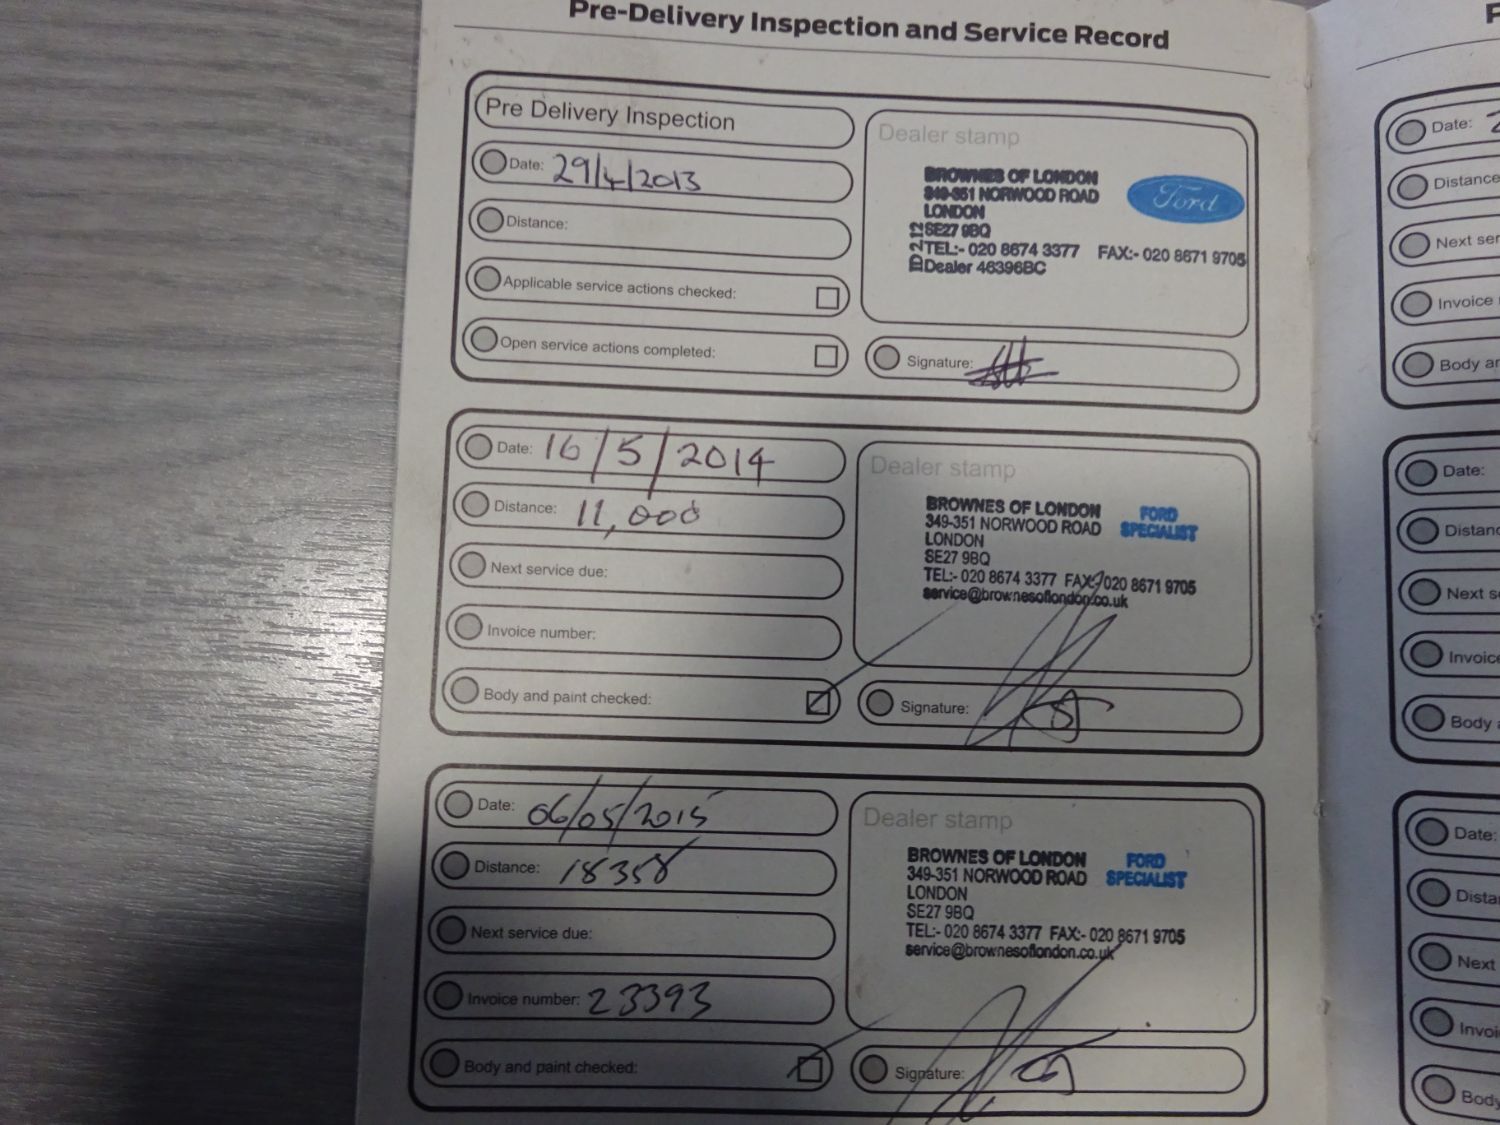 Pre-Delivery Inspection and Service Record
Pre Delivery Inspection
Date: 29/4/2013
Distance:
Applicable service actions checked:
Open service actions completed:
Dealer stamp
BROWNES OF LONDON
349-351 NORWOOD ROAD
LONDON
SE27 9BQ
TEL:- 020 8674 3377 FAX:- 020 8671 9705
Dealer 46396BC
Ford
Signature:
Date: 16/5/2014
Distance: 11,000
Next service due:
Invoice number:
Body and paint checked:
Dealer stamp
BROWNES OF LONDON
349-351 NORWOOD ROAD
LONDON
SE27 9BQ
TEL:- 020 8674 3377 FAX:- 020 8671 9705
service@brownesoflondon.co.uk
FORD
SPECIALIST
Signature:
Date: 06/05/2015
Distance: 18358
Next service due:
Invoice number: 23393
Body and paint checked:
Dealer stamp
BROWNES OF LONDON
349-351 NORWOOD ROAD
LONDON
SE27 9BQ
TEL:- 020 8674 3377 FAX:- 020 8671 9705
service@brownesoflondon.co.uk
FORD
SPECIALIST
Signature:
Date:
Distance
Next ser
Invoice
Body
Date:
Distanc
Next s
Invoice
Body
Date:
Dista
Next
Invoi
Body